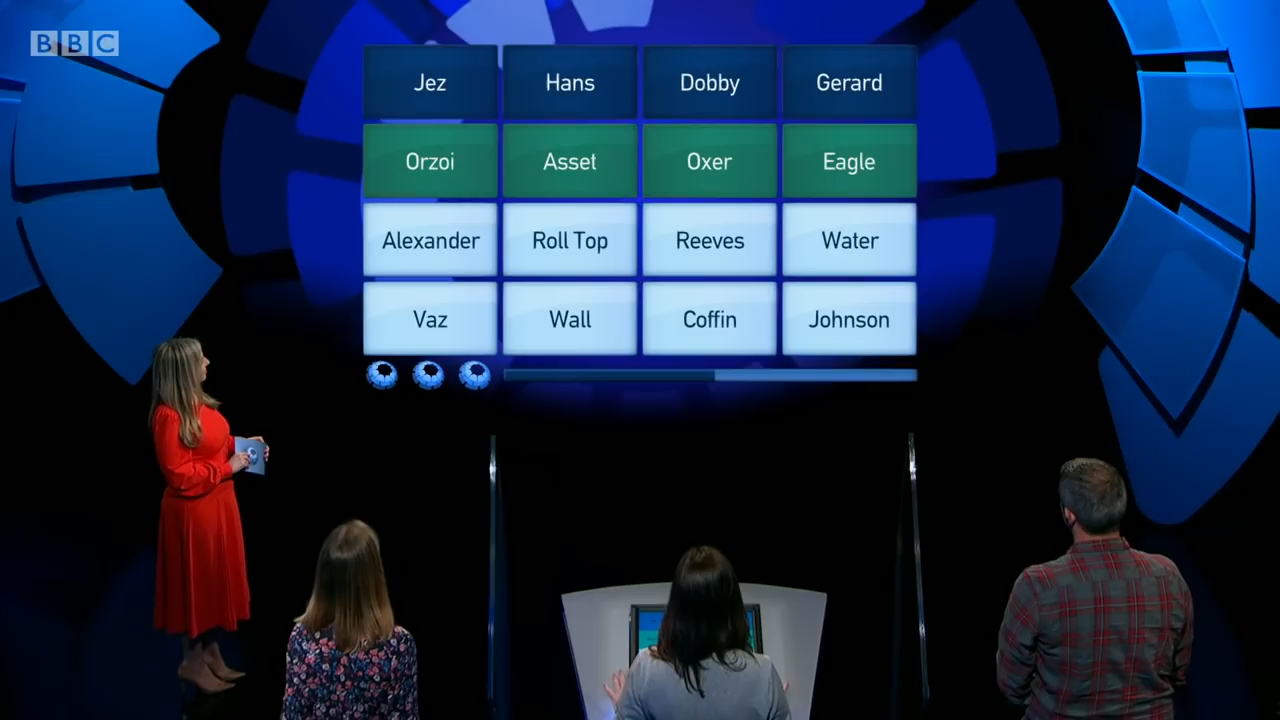 BBC
Jez Hans Dobby Gerard
Orzoi Asset Oxer Eagle
Alexander Roll Top Reeves Water
Vaz Wall Coffin Johnson